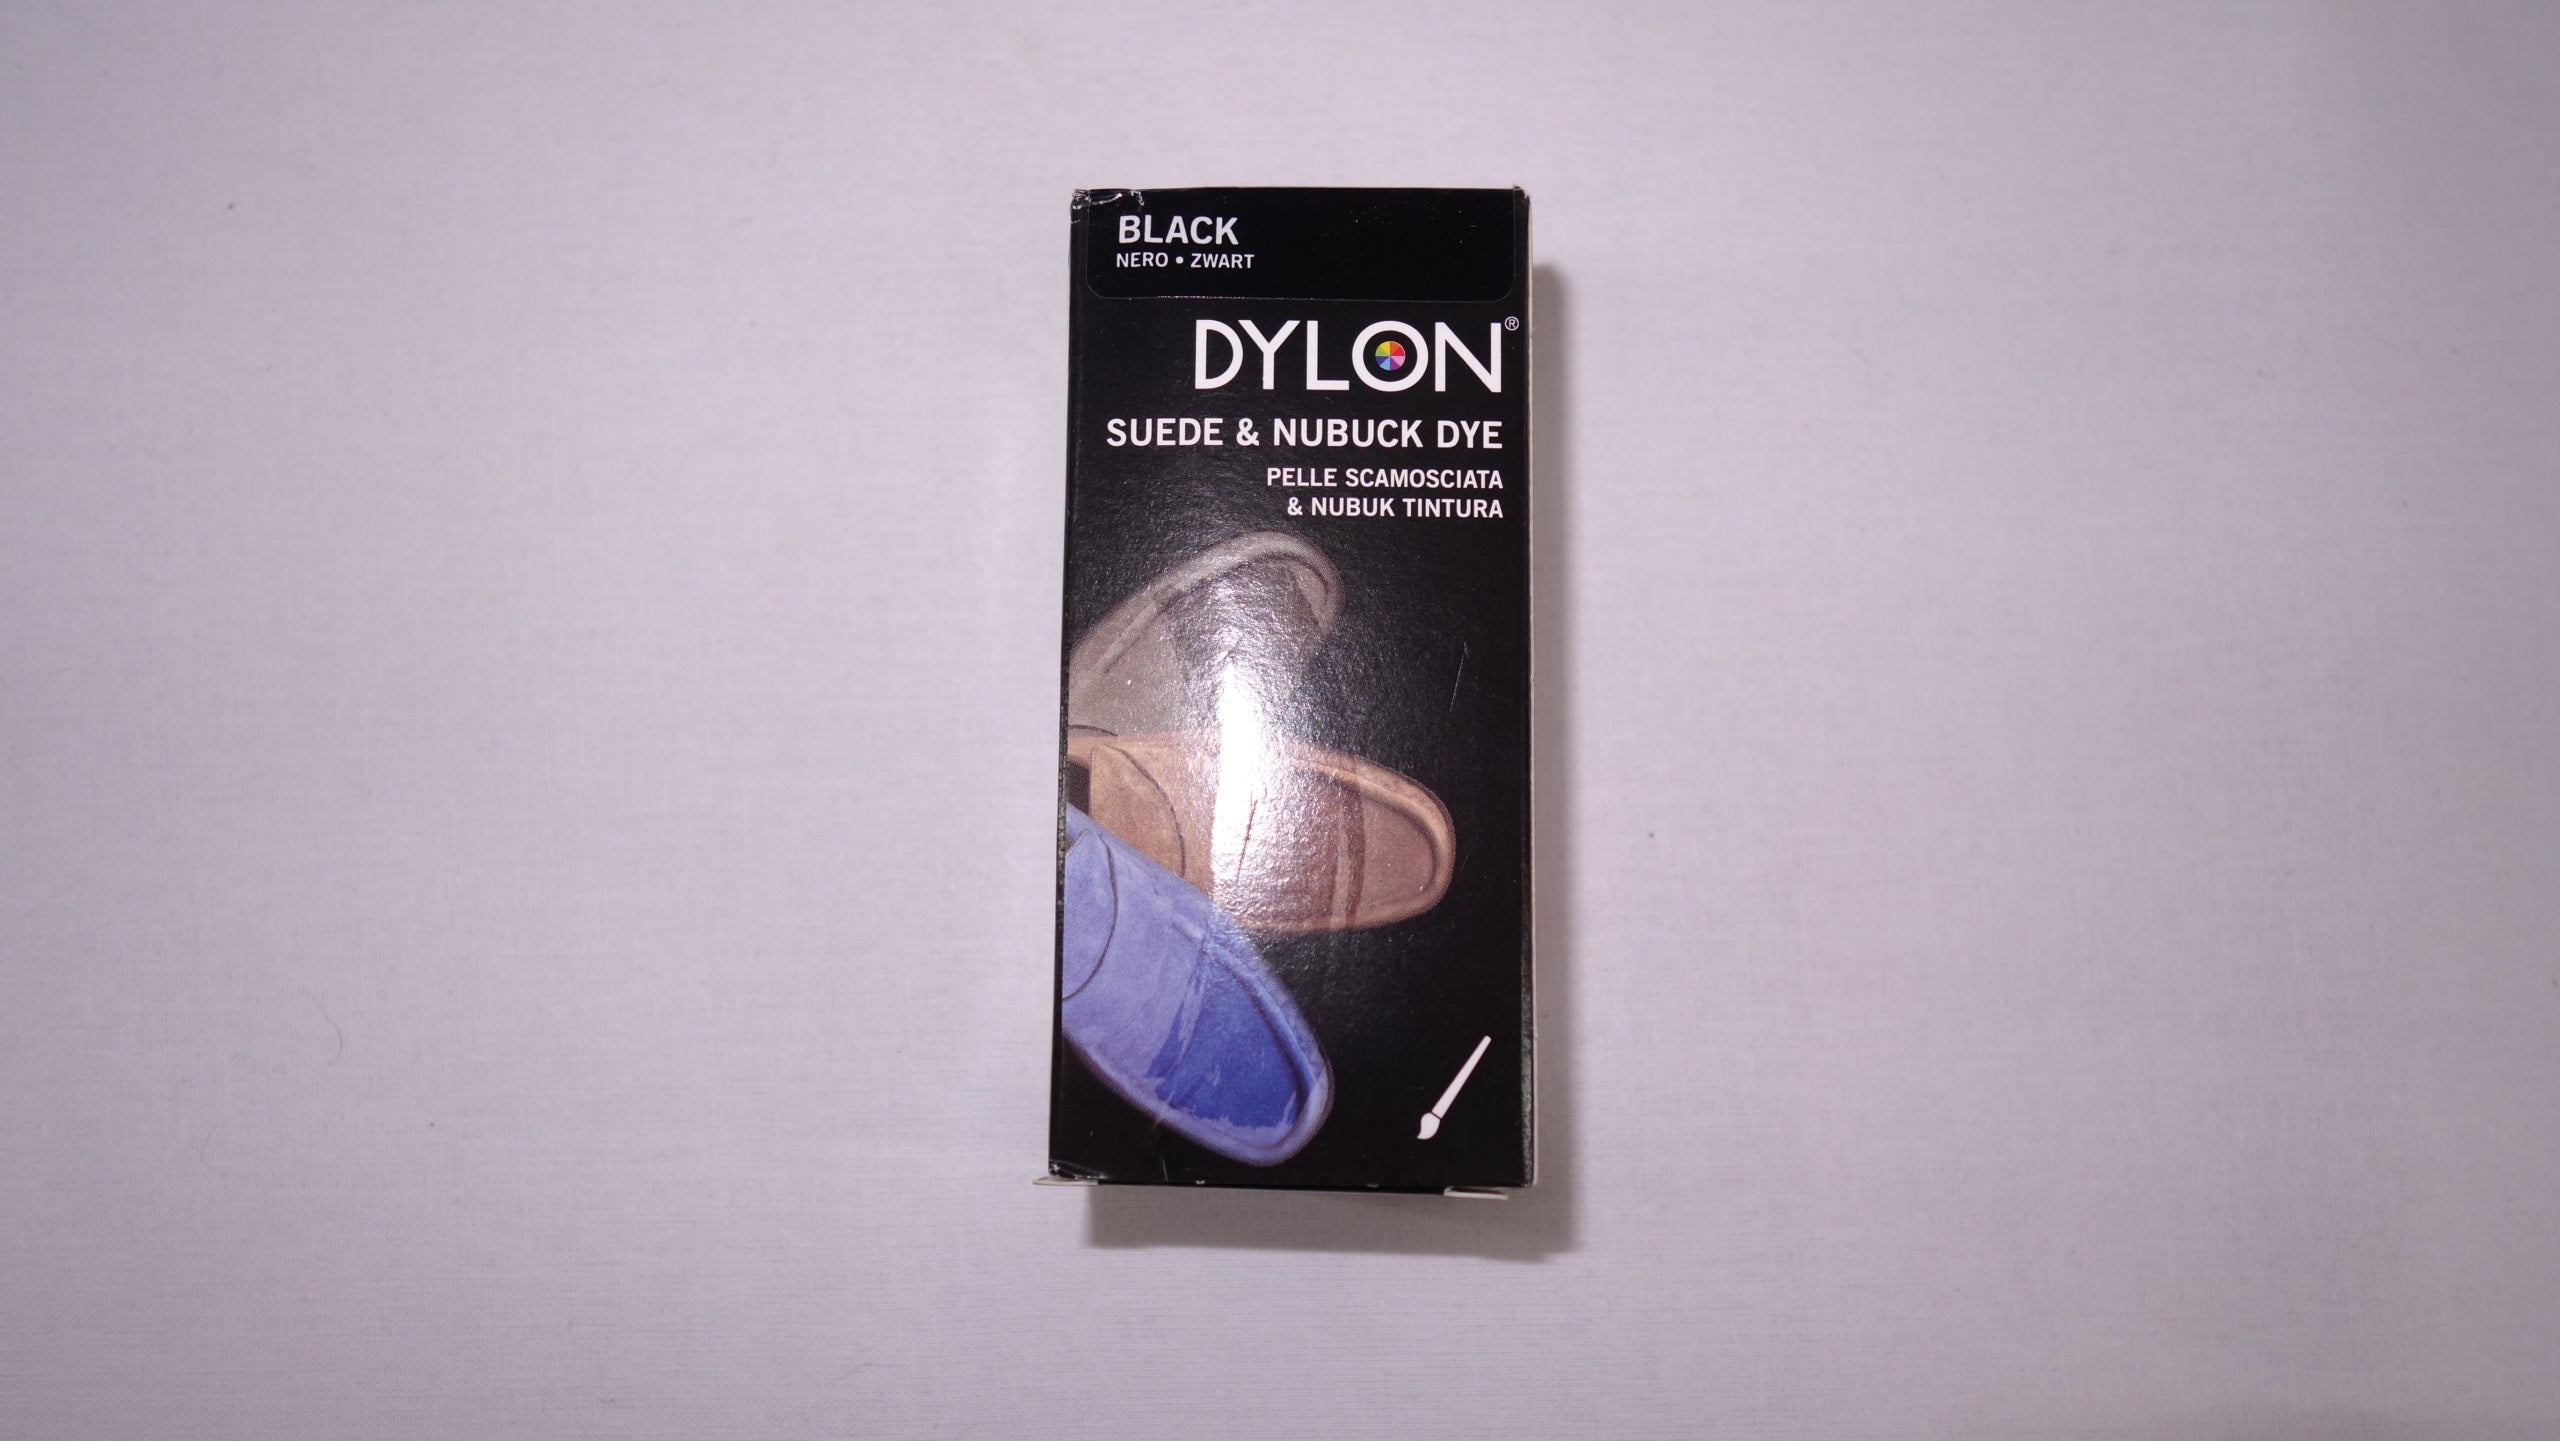 BLACK
NERO • ZWART
DYLON®
SUEDE & NUBUCK DYE
PELLE SCAMOSCIATA
& NUBUK TINTURA